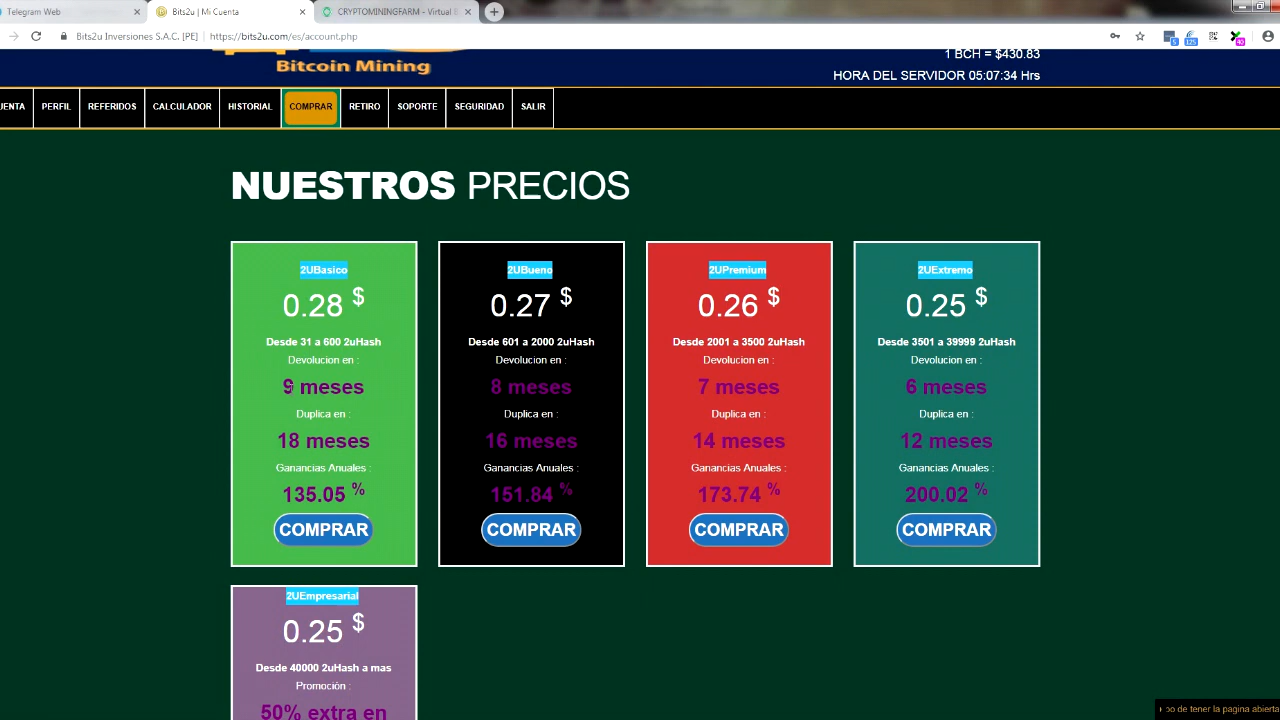 Telegram Web
Bits2u | Mi Cuenta
CRYPTOMININGFARM - Virtual E
Bits2u Inversiones S.A.C. [PE]
https://bits2u.com/es/account.php
Bitcoin Mining
1 BCH = $430.83
HORA DEL SERVIDOR 05:07:34 Hrs
UENTA PERFIL REFERIDOS CALCULADOR HISTORIAL COMPRAR RETIRO SOPORTE SEGURIDAD SALIR
NUESTROS PRECIOS
2UBasico
0.28 $
Desde 31 a 600 2uHash
Devolucion en :
9 meses
Duplica en :
18 meses
Ganancias Anuales :
135.05 %
COMPRAR
2UBueno
0.27 $
Desde 601 a 2000 2uHash
Devolucion en :
8 meses
Duplica en :
16 meses
Ganancias Anuales :
151.84 %
COMPRAR
2UPremium
0.26 $
Desde 2001 a 3500 2uHash
Devolucion en :
7 meses
Duplica en :
14 meses
Ganancias Anuales :
173.74 %
COMPRAR
2UExtremo
0.25 $
Desde 3501 a 39999 2uHash
Devolucion en :
6 meses
Duplica en :
12 meses
Ganancias Anuales :
200.02 %
COMPRAR
2UEmpresarial
0.25 $
Desde 40000 2uHash a mas
Promoción :
50% extra en
po de tener la pagina abierta